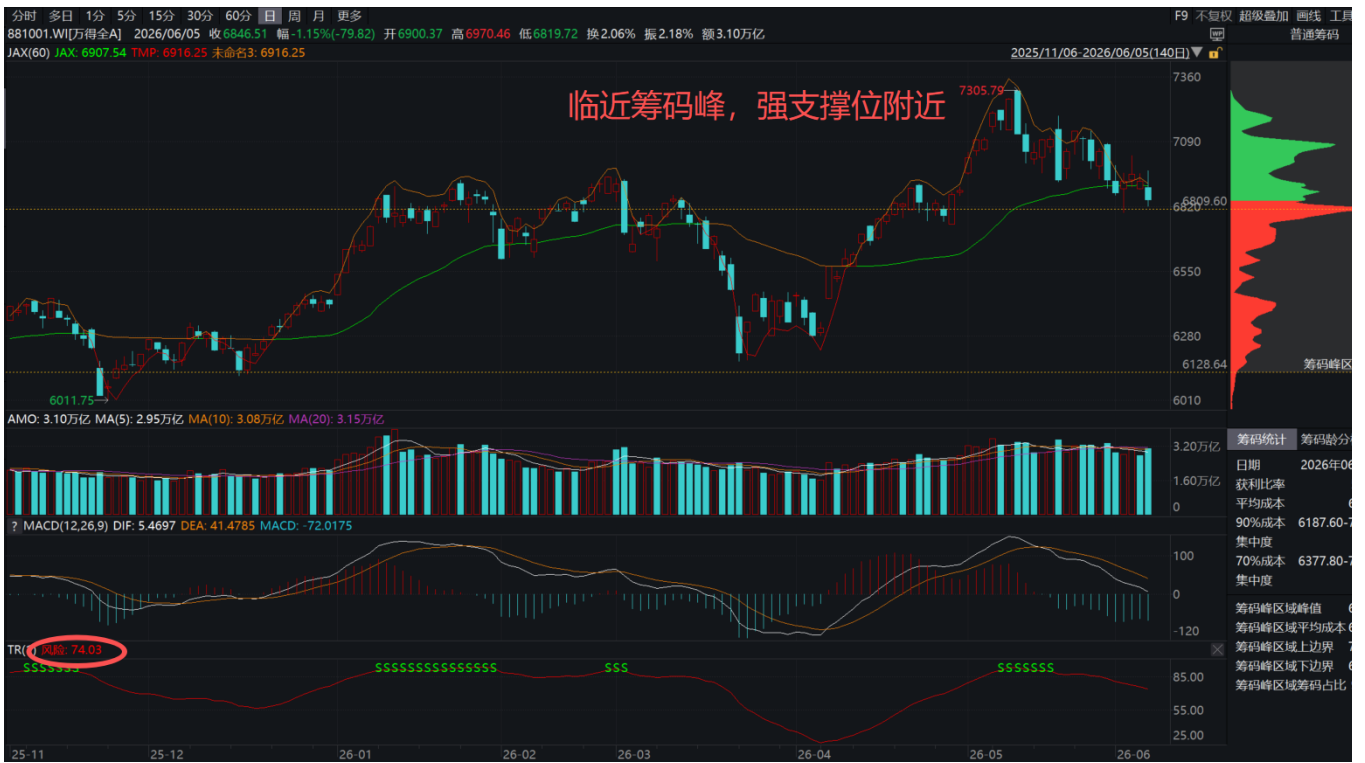 分时 多日 1分 5分 15分 30分 60分 日 周 月 更多 F9 不复权 超级叠加 画线 工具
881001.WI[万得全A] 2026/06/05 收6846.51 幅-1.15%(-79.82) 开6900.37 高6970.46 低6819.72 换2.06% 振2.18% 额3.10万亿 WP 普通筹码
JAX(60) JAX: 6907.54 TMP: 6916.25 未命名3: 6916.25 2025/11/06-2026/06/05(140日)
7360
临近筹码峰，强支撑位附近
7305.79
7090
6809.60
6820
6550
6280
6128.64 筹码峰区
6011.75
6010
AMO: 3.10万亿 MA(5): 2.95万亿 MA(10): 3.08万亿 MA(20): 3.15万亿
3.20万亿
1.60万亿
0
筹码统计 筹码龄分
日期 2026年06
获利比率
平均成本 6
90%成本 6187.60-7
集中度
70%成本 6377.80-7
集中度
筹码峰区域峰值 6
筹码峰区域平均成本 6
筹码峰区域上边界 7
筹码峰区域下边界 6
筹码峰区域筹码占比
? MACD(12,26,9) DIF: 5.4697 DEA: 41.4785 MACD: -72.0175
100
0
-120
TR( 风险: 74.03
SSSSSSS SSSSSSSSSSSSSSS SSS SSSSSSS
85.00
55.00
25.00
25-11 25-12 26-01 26-02 26-03 26-04 26-05 26-06